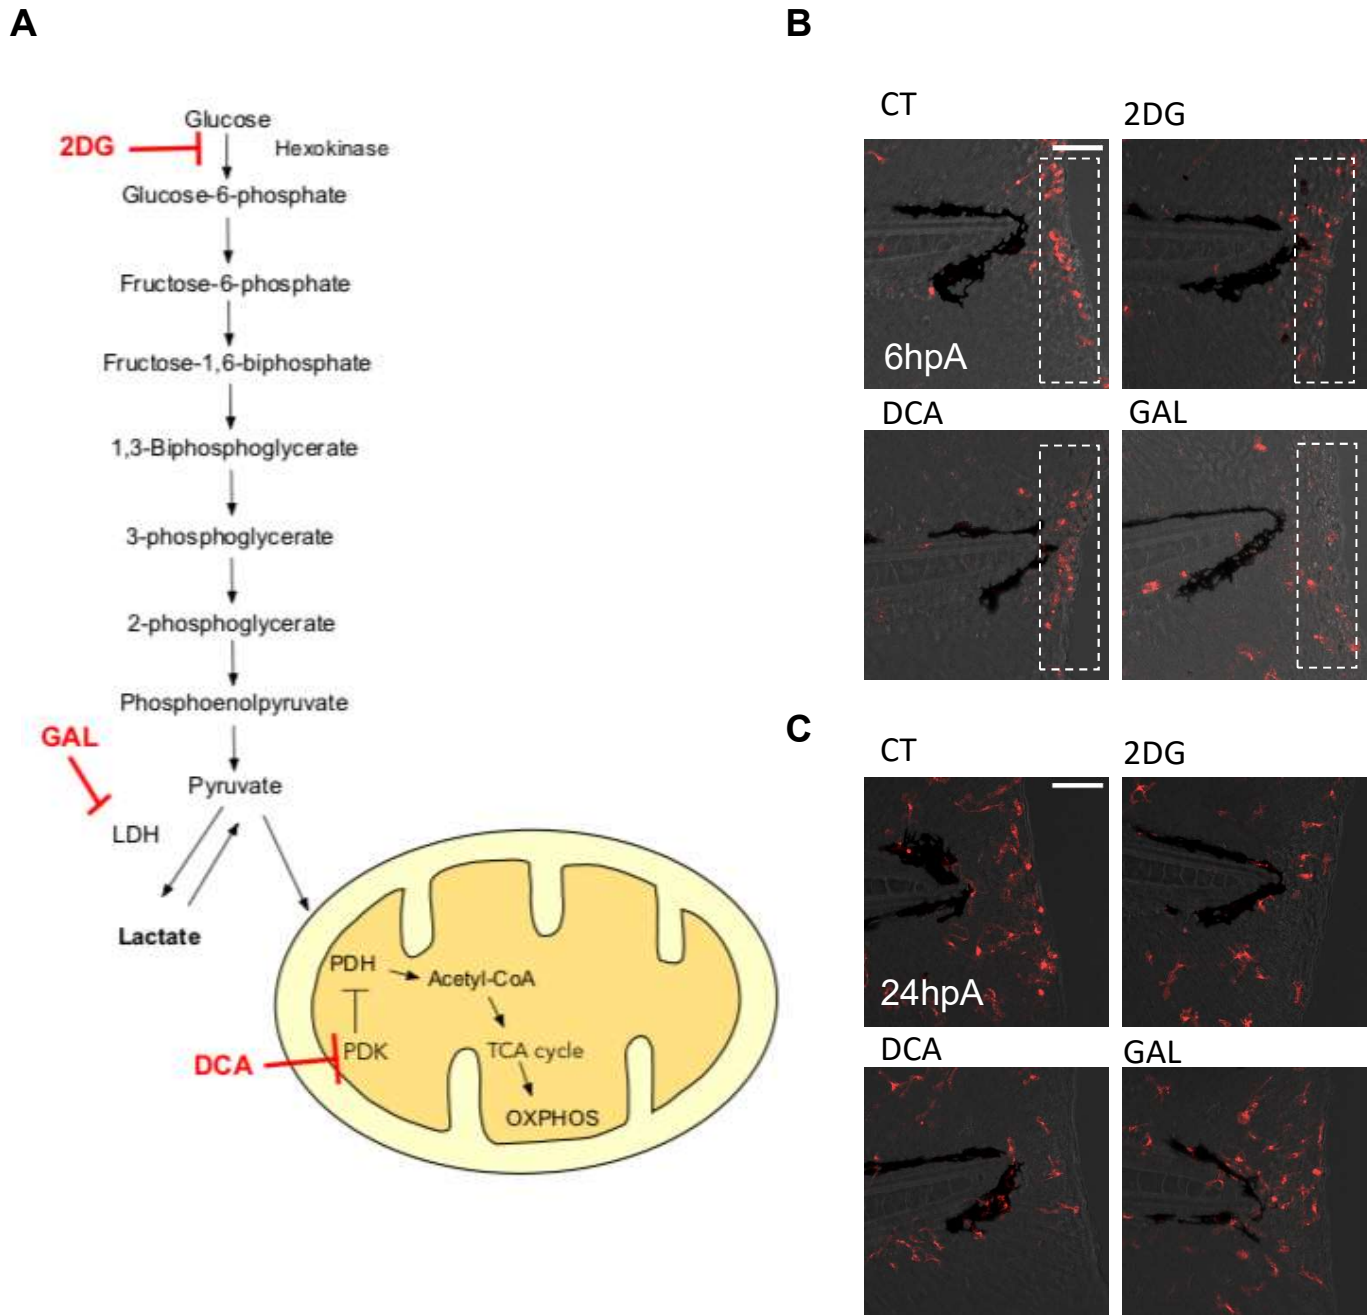 A
Glucose
2DG
Hexokinase
Glucose-6-phosphate
Fructose-6-phosphate
Fructose-1,6-biphosphate
1,3-Biphosphoglycerate
3-phosphoglycerate
2-phosphoglycerate
Phosphoenolpyruvate
GAL
Pyruvate
LDH
Lactate
PDH
Acetyl-CoA
DCA
PDK
TCA cycle
OXPHOS
B
CT
2DG
6hpA
DCA
GAL
C
CT
2DG
24hpA
DCA
GAL